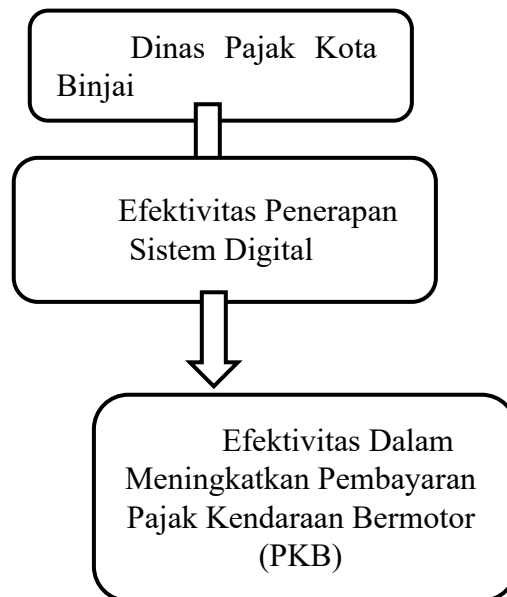 Dinas Pajak Kota
Binjai
Efektivitas Penerapan
Sistem Digital
Efektivitas Dalam
Meningkatkan Pembayaran
Pajak Kendaraan Bermotor
(PKB)